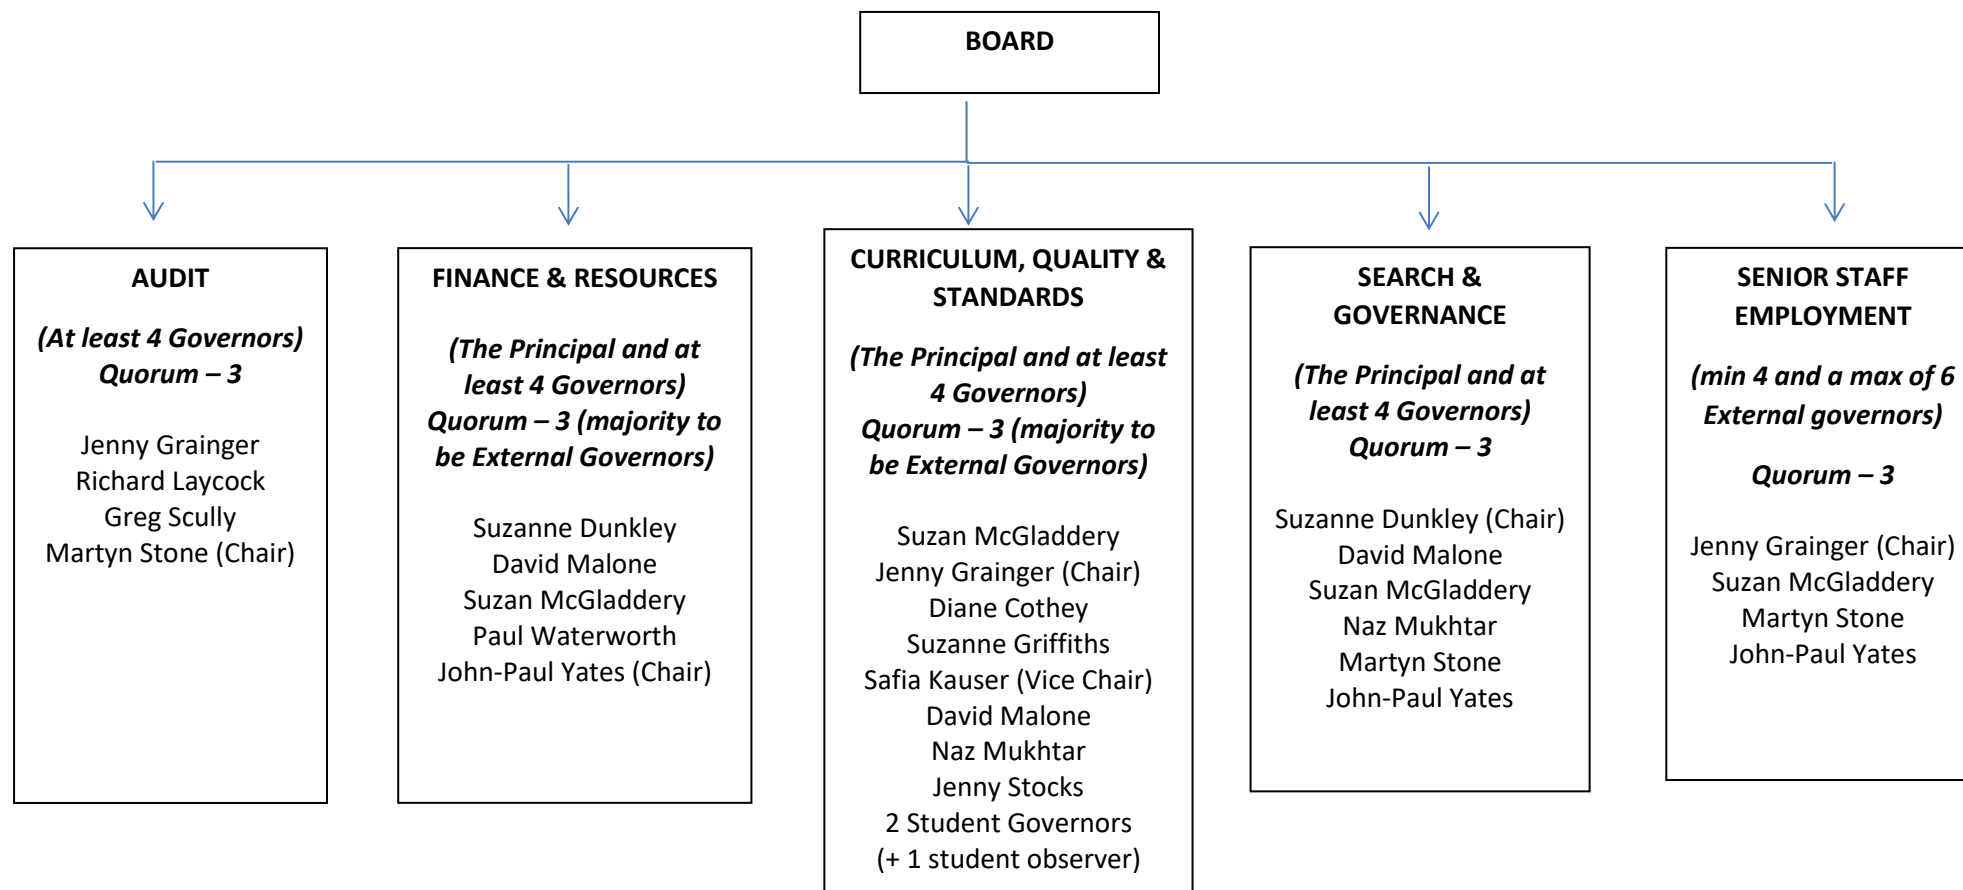 BOARD
AUDIT
(At least 4 Governors)
Quorum – 3
Jenny Grainger
Richard Laycock
Greg Scully
Martyn Stone (Chair)
FINANCE & RESOURCES
(The Principal and at
least 4 Governors)
Quorum – 3 (majority to
be External Governors)
Suzanne Dunkley
David Malone
Suzan McGladdery
Paul Waterworth
John-Paul Yates (Chair)
CURRICULUM, QUALITY &
STANDARDS
(The Principal and at least
4 Governors)
Quorum – 3 (majority to
be External Governors)
Suzan McGladdery
Jenny Grainger (Chair)
Diane Cothey
Suzanne Griffiths
Safia Kauser (Vice Chair)
David Malone
Naz Mukhtar
Jenny Stocks
2 Student Governors
(+ 1 student observer)
SEARCH &
GOVERNANCE
(The Principal and at
least 4 Governors)
Quorum – 3
Suzanne Dunkley (Chair)
David Malone
Suzan McGladdery
Naz Mukhtar
Martyn Stone
John-Paul Yates
SENIOR STAFF
EMPLOYMENT
(min 4 and a max of 6
External governors)
Quorum – 3
Jenny Grainger (Chair)
Suzan McGladdery
Martyn Stone
John-Paul Yates